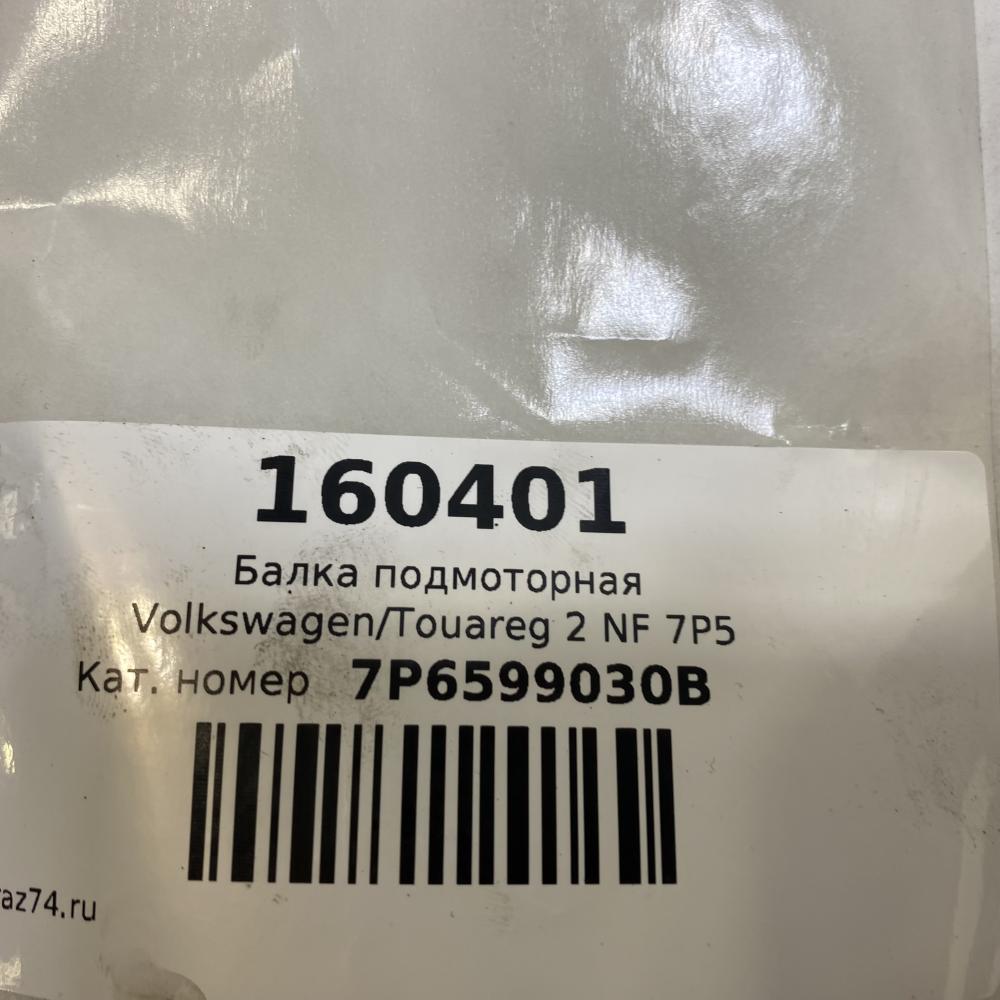 160401
Балка подмоторная
Volkswagen/Touareg 2 NF 7P5
Кат. номер 7P6599030B
az74.ru